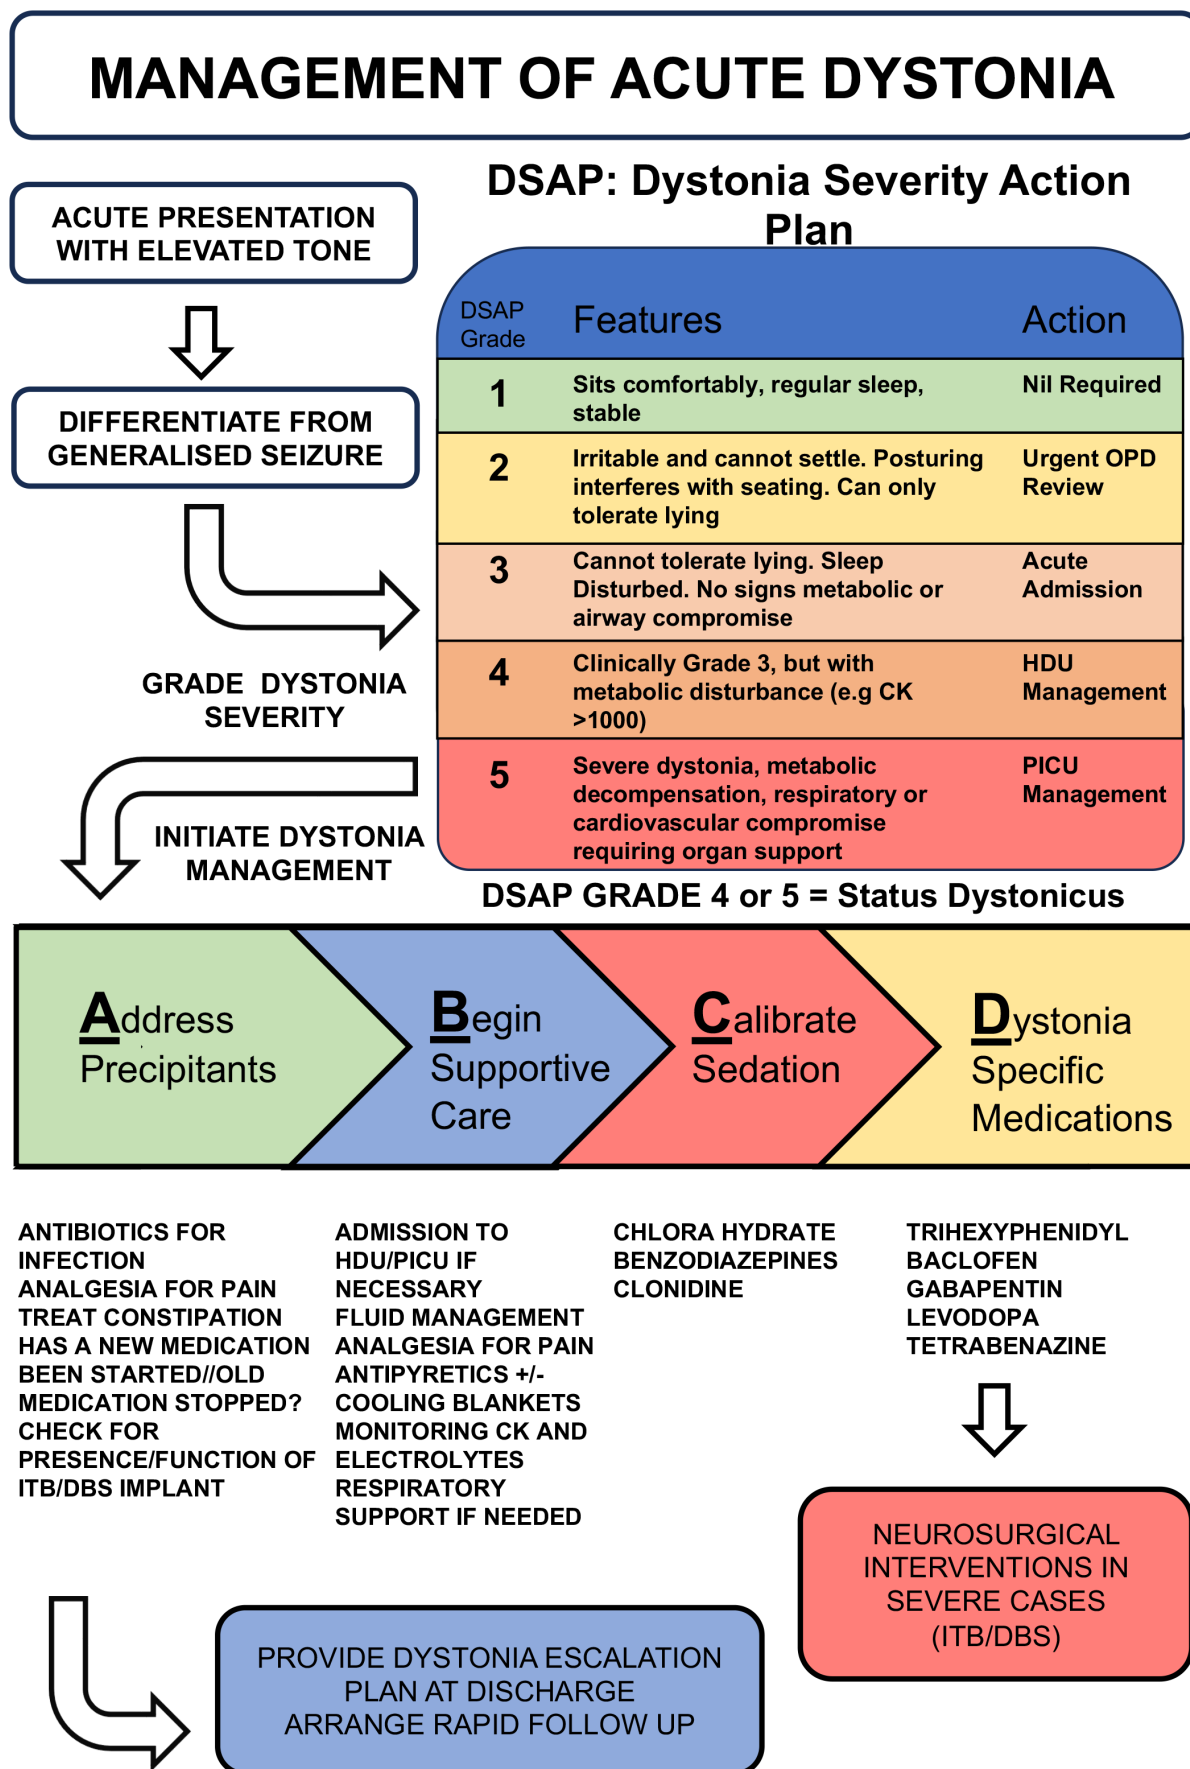 MANAGEMENT OF ACUTE DYSTONIA
ACUTE PRESENTATION
WITH ELEVATED TONE
DIFFERENTIATE FROM
GENERALISED SEIZURE
GRADE DYSTONIA
SEVERITY
INITIATE DYSTONIA
MANAGEMENT
DSAP: Dystonia Severity Action
Plan
DSAP
Grade
Features
Action
1
Sits comfortably, regular sleep,
stable
Nil Required
2
Irritable and cannot settle. Posturing
interferes with seating. Can only
tolerate lying
Urgent OPD
Review
3
Cannot tolerate lying. Sleep
Disturbed. No signs metabolic or
airway compromise
Acute
Admission
4
Clinically Grade 3, but with
metabolic disturbance (e.g CK
>1000)
HDU
Management
5
Severe dystonia, metabolic
decompensation, respiratory or
cardiovascular compromise
requiring organ support
PICU
Management
DSAP GRADE 4 or 5 = Status Dystonicus
Address
Precipitants
Begin
Supportive
Care
Calibrate
Sedation
Dystonia
Specific
Medications
ANTIBIOTICS FOR
INFECTION
ANALGESIA FOR PAIN
TREAT CONSTIPATION
HAS A NEW MEDICATION
BEEN STARTED//OLD
MEDICATION STOPPED?
CHECK FOR
PRESENCE/FUNCTION OF
ITB/DBS IMPLANT
ADMISSION TO
HDU/PICU IF
NECESSARY
FLUID MANAGEMENT
ANALGESIA FOR PAIN
ANTIPYRETICS +/-
COOLING BLANKETS
MONITORING CK AND
ELECTROLYTES
RESPIRATORY
SUPPORT IF NEEDED
CHLORA HYDRATE
BENZODIAZEPINES
CLONIDINE
TRIHEXYPHENIDYL
BACLOFEN
GABAPENTIN
LEVODOPA
TETRABENAZINE
NEUROSURGICAL
INTERVENTIONS IN
SEVERE CASES
(ITB/DBS)
PROVIDE DYSTONIA ESCALATION
PLAN AT DISCHARGE
ARRANGE RAPID FOLLOW UP